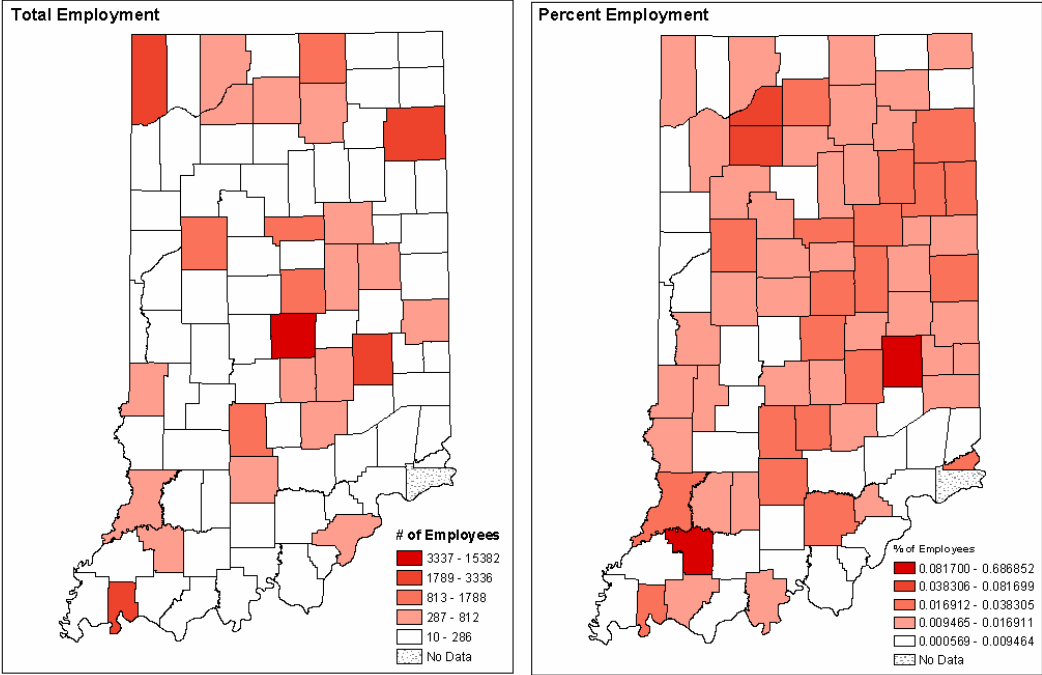 Total Employment
# of Employees
3337 - 15382
1789 - 3336
813 - 1788
287 - 812
10 - 286
No Data
Percent Employment
% of Employees
0.081700 - 0.686852
0.038306 - 0.081699
0.016912 - 0.038305
0.009465 - 0.016911
0.000569 - 0.009464
No Data